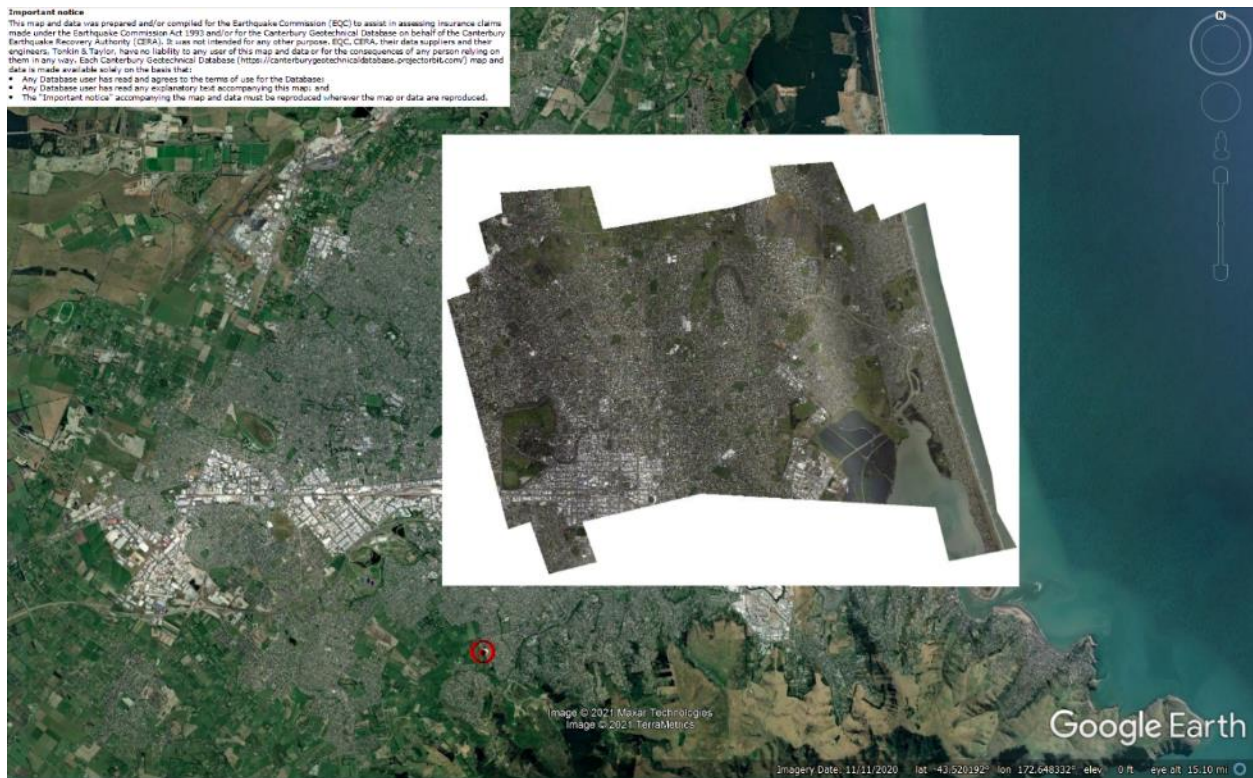 Important notice
This map and data was prepared and/or compiled for the Earthquake Commission (EQC) to assist in assessing insurance claims
made under the Earthquake Commission Act 1993 and/or for the Canterbury Geotechnical Database on behalf of the Canterbury
Earthquake Recovery Authority (CERA). It was not intended for any other purpose. EQC, CERA, their data suppliers and their
engineers, Tonkin & Taylor, have no liability to any user of this map and data or for the consequences of any person relying on
them in any way. Each Canterbury Geotechnical Database (https://canterburygeotechnicaldatabase.projectorbit.com/) map and
data is made available solely on the basis that:
• Any Database user has read and agrees to the terms of use for the Database;
• Any Database user has read any explanatory text accompanying this map; and
• The "Important notice" accompanying the map and data must be reproduced wherever the map or data are reproduced.
N
Image © 2021 Maxar Technologies
Image © 2021 TerraMetrics
Google Earth
Imagery Date: 11/11/2020 lat -43.520192° lon 172.648332° elev 0 ft eye alt 15.10 mi